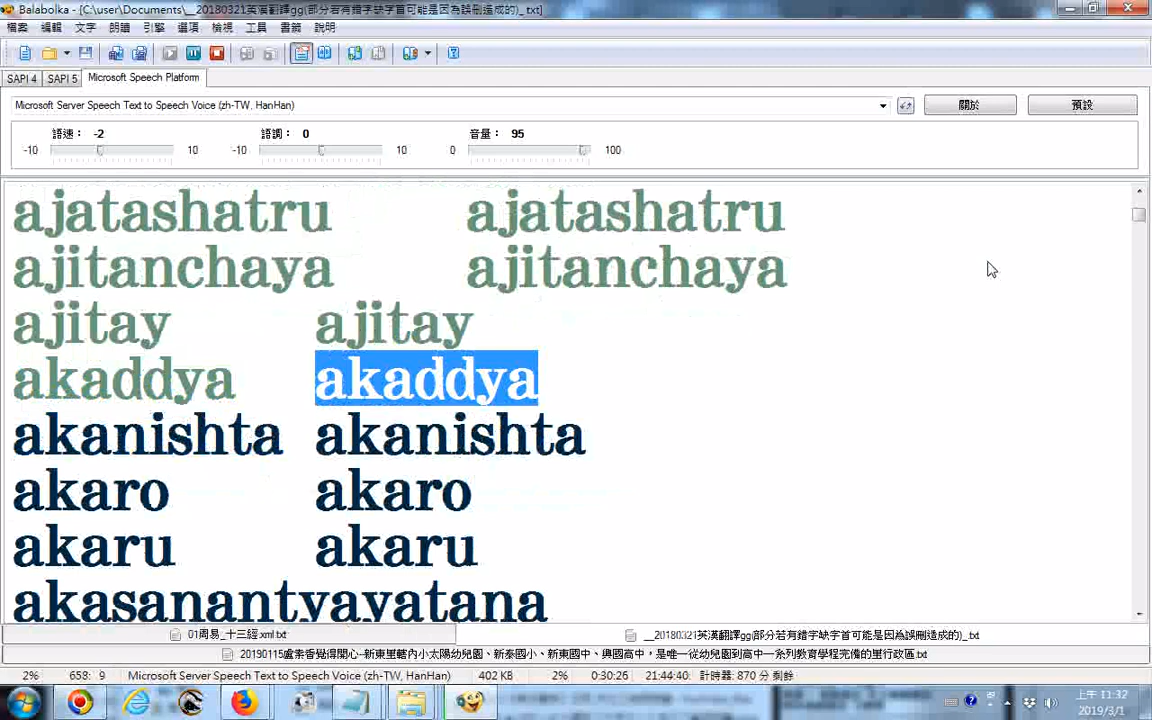 Balabolka - [C:\user\Documents\__20180321英漢翻譯gg(部分若有錯字缺字首可能是因為誤刪造成的)_.txt]
檔案 編輯 文字 朗讀 引擎 選項 檢視 工具 書籤 說明
SAPI 4 SAPI 5 Microsoft Speech Platform
Microsoft Server Speech Text to Speech Voice (zh-TW, HanHan) 關於 預設
語速： -2 語調： 0 音量： 95
-10 10 -10 10 0 100
ajatashatru ajatashatru
ajitanchaya ajitanchaya
ajitay ajitay
akaddya akaddya
akanishta akanishta
akaro akaro
akaru akaru
akasanantyayatana
01周易_十三經.xml.txt __20180321英漢翻譯gg(部分若有錯字缺字首可能是因為誤刪造成的)_.txt
20190115盧素香覺得開心--新東里轄內小太陽幼兒園、新泰國小、新東國中、興國高中，是唯一從幼兒園到高中一系列教育學程完備的里行政區.txt
2% 658: 9 Microsoft Server Speech Text to Speech Voice (zh-TW, HanHan) 402 KB 2% 0:30:26 21:44:40 計時器: 870 分 剩餘
上午 11:32
2019/3/1